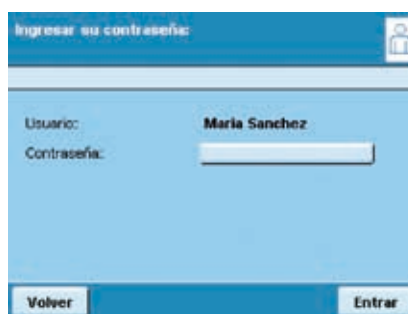 Ingresar su contraseña:
Usuario: Maria Sanchez
Contraseña:
Volver Entrar